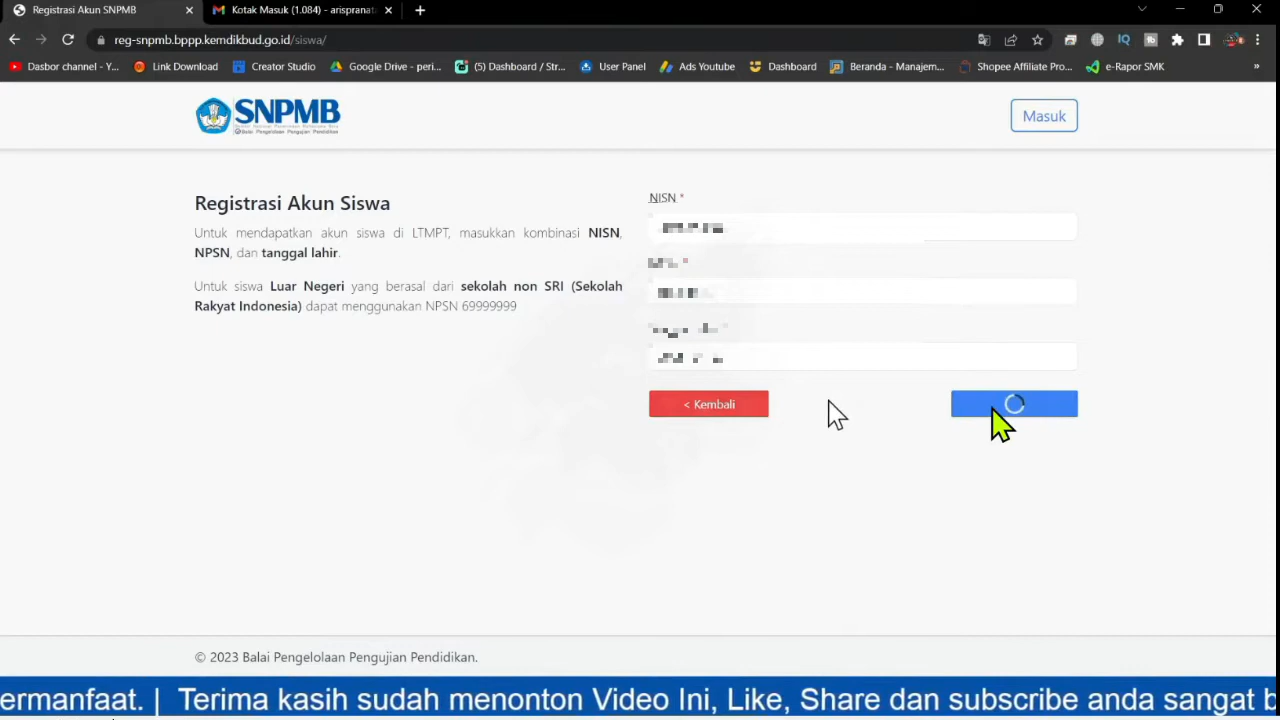 Registrasi Akun SNPMB
Kotak Masuk (1.084) - arispranat
reg-snpmb.bppp.kemdikbud.go.id/siswa/
Dasbor channel - Y...
Link Download
Creator Studio
Google Drive - peri...
(5) Dashboard / Str...
User Panel
Ads Youtube
Dashboard
Beranda - Manajem...
Shopee Affiliate Pro...
e-Rapor SMK
»
SNPMB
Balai Pengelolaan Pengujian Pendidikan
Masuk
Registrasi Akun Siswa
Untuk mendapatkan akun siswa di LTMPT, masukkan kombinasi NISN,
NPSN, dan tanggal lahir.
Untuk siswa Luar Negeri yang berasal dari sekolah non SRI (Sekolah
Rakyat Indonesia) dapat menggunakan NPSN 69999999
NISN *
< Kembali
© 2023 Balai Pengelolaan Pengujian Pendidikan.
ermanfaat. | Terima kasih sudah menonton Video Ini, Like, Share dan subscribe anda sangat b